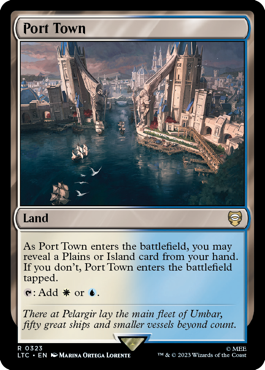 Port Town
Land
As Port Town enters the battlefield, you may
reveal a Plains or Island card from your hand.
If you don't, Port Town enters the battlefield
tapped.
: Add or .
There at Pelargir lay the main fleet of Umbar,
fifty great ships and smaller vessels beyond count.
R 0323
LTC • EN Marina Ortega Lorente
© MEE
™ & © 2023 Wizards of the Coast